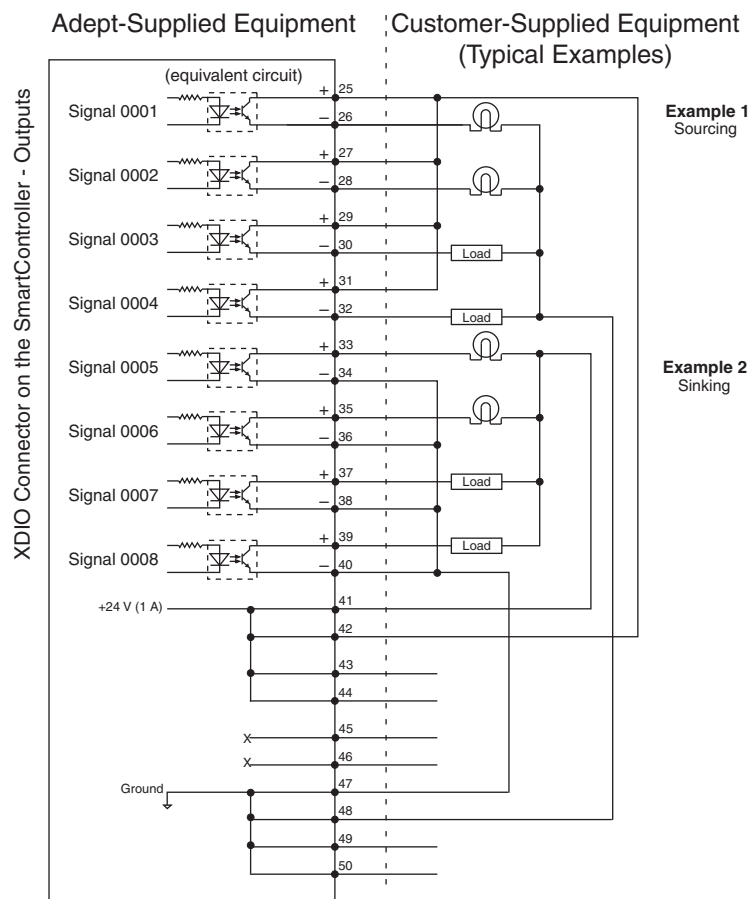 Adept-Supplied Equipment
Customer-Supplied Equipment
(Typical Examples)
XDIO Connector on the SmartController - Outputs
(equivalent circuit)
Signal 0001
+ 25
− 26
Example 1
Sourcing
Signal 0002
+ 27
− 28
Signal 0003
+ 29
− 30
Load
Signal 0004
+ 31
− 32
Load
Signal 0005
+ 33
− 34
Example 2
Sinking
Signal 0006
+ 35
− 36
Signal 0007
+ 37
− 38
Load
Signal 0008
+ 39
− 40
Load
+24 V (1 A)
41
42
43
44
X 45
X 46
Ground
47
48
49
50